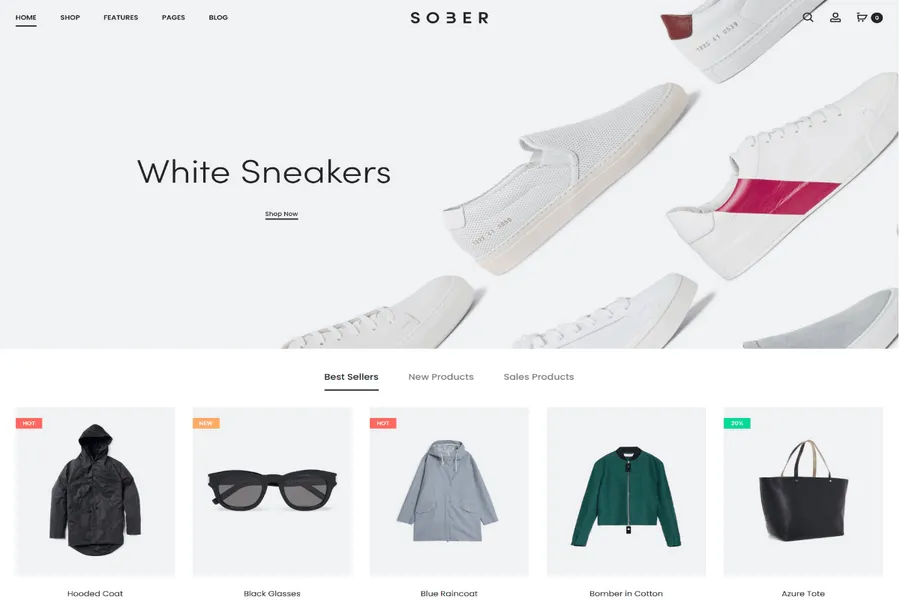 HOME SHOP FEATURES PAGES BLOG
SOBER
0
White Sneakers
Shop Now
Best Sellers New Products Sales Products
HOT
NEW
HOT
20%
Hooded Coat
Black Glasses
Blue Raincoat
Bomber in Cotton
Azure Tote